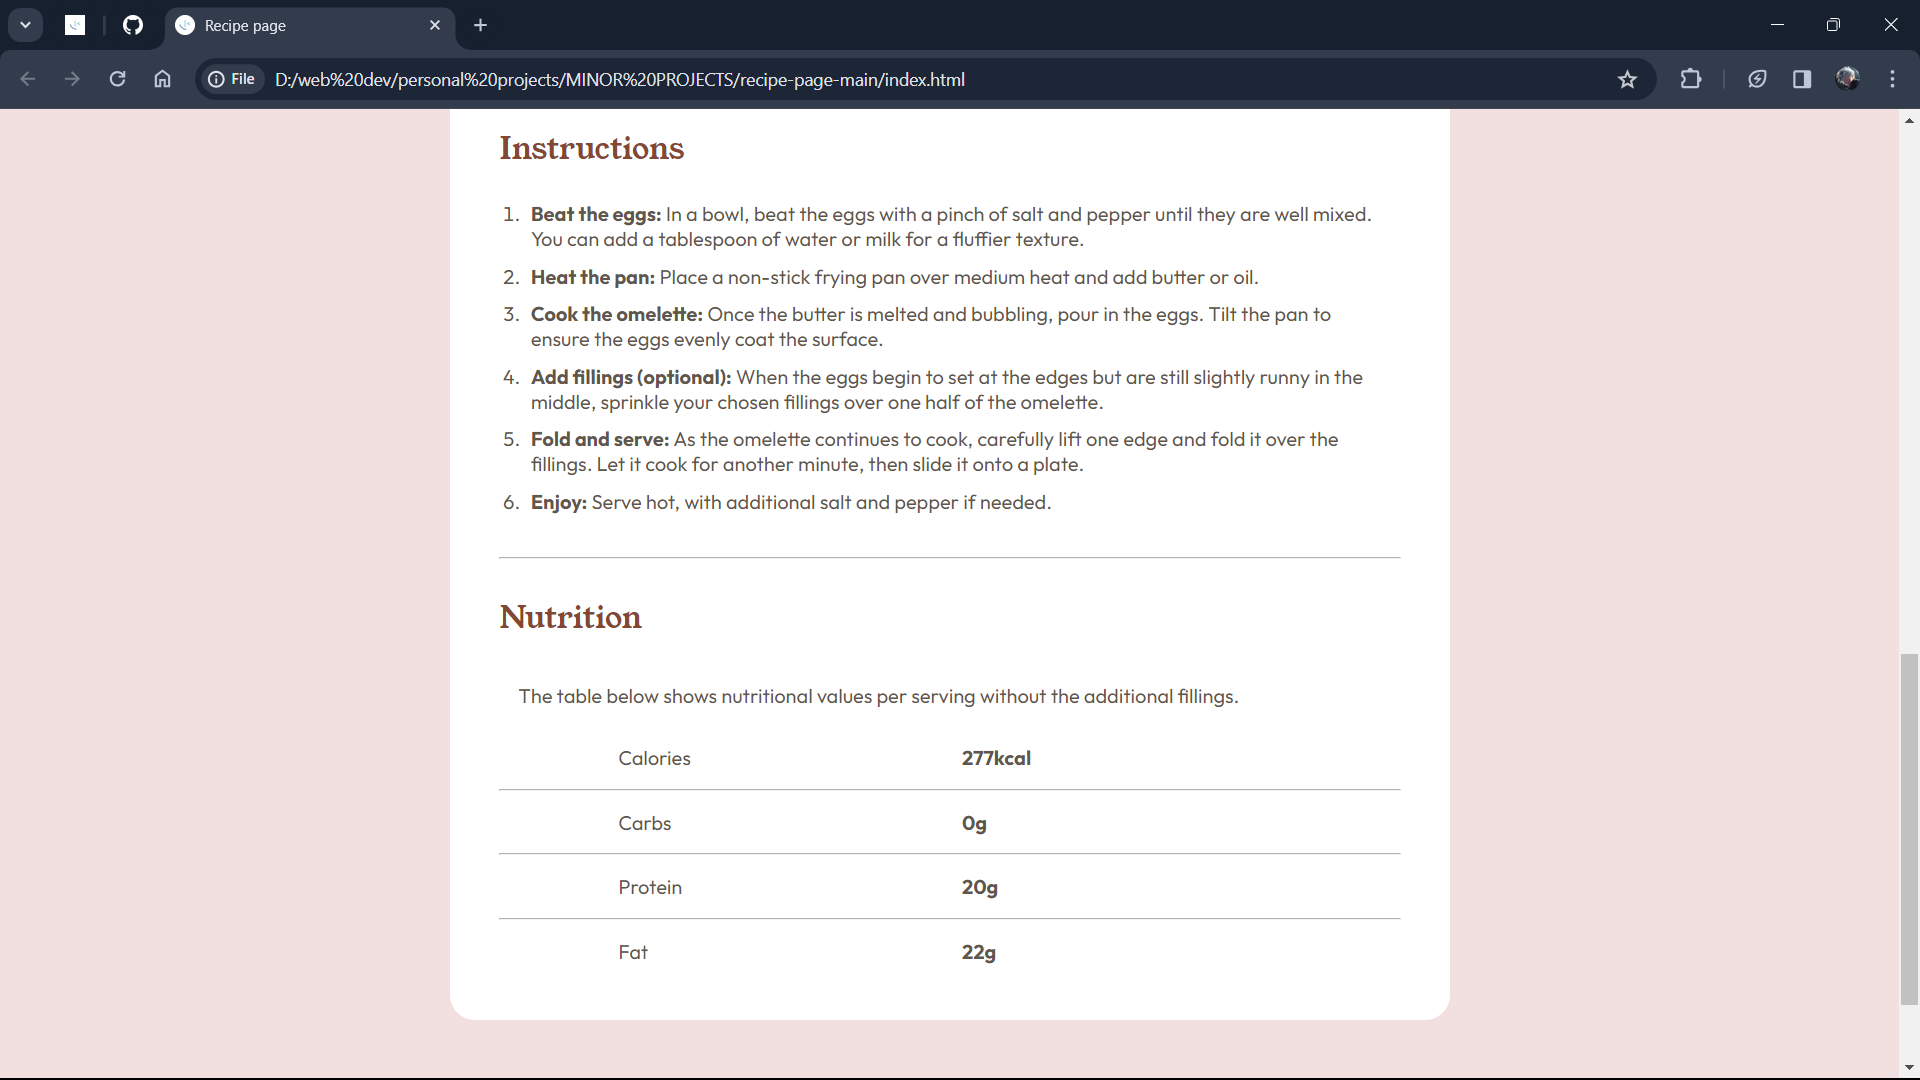 Recipe page
File
D:/web%20dev/personal%20projects/MINOR%20PROJECTS/recipe-page-main/index.html
Instructions
1. Beat the eggs: In a bowl, beat the eggs with a pinch of salt and pepper until they are well mixed.
You can add a tablespoon of water or milk for a fluffier texture.
2. Heat the pan: Place a non-stick frying pan over medium heat and add butter or oil.
3. Cook the omelette: Once the butter is melted and bubbling, pour in the eggs. Tilt the pan to
ensure the eggs evenly coat the surface.
4. Add fillings (optional): When the eggs begin to set at the edges but are still slightly runny in the
middle, sprinkle your chosen fillings over one half of the omelette.
5. Fold and serve: As the omelette continues to cook, carefully lift one edge and fold it over the
fillings. Let it cook for another minute, then slide it onto a plate.
6. Enjoy: Serve hot, with additional salt and pepper if needed.
Nutrition
The table below shows nutritional values per serving without the additional fillings.
Calories 277kcal
Carbs 0g
Protein 20g
Fat 22g